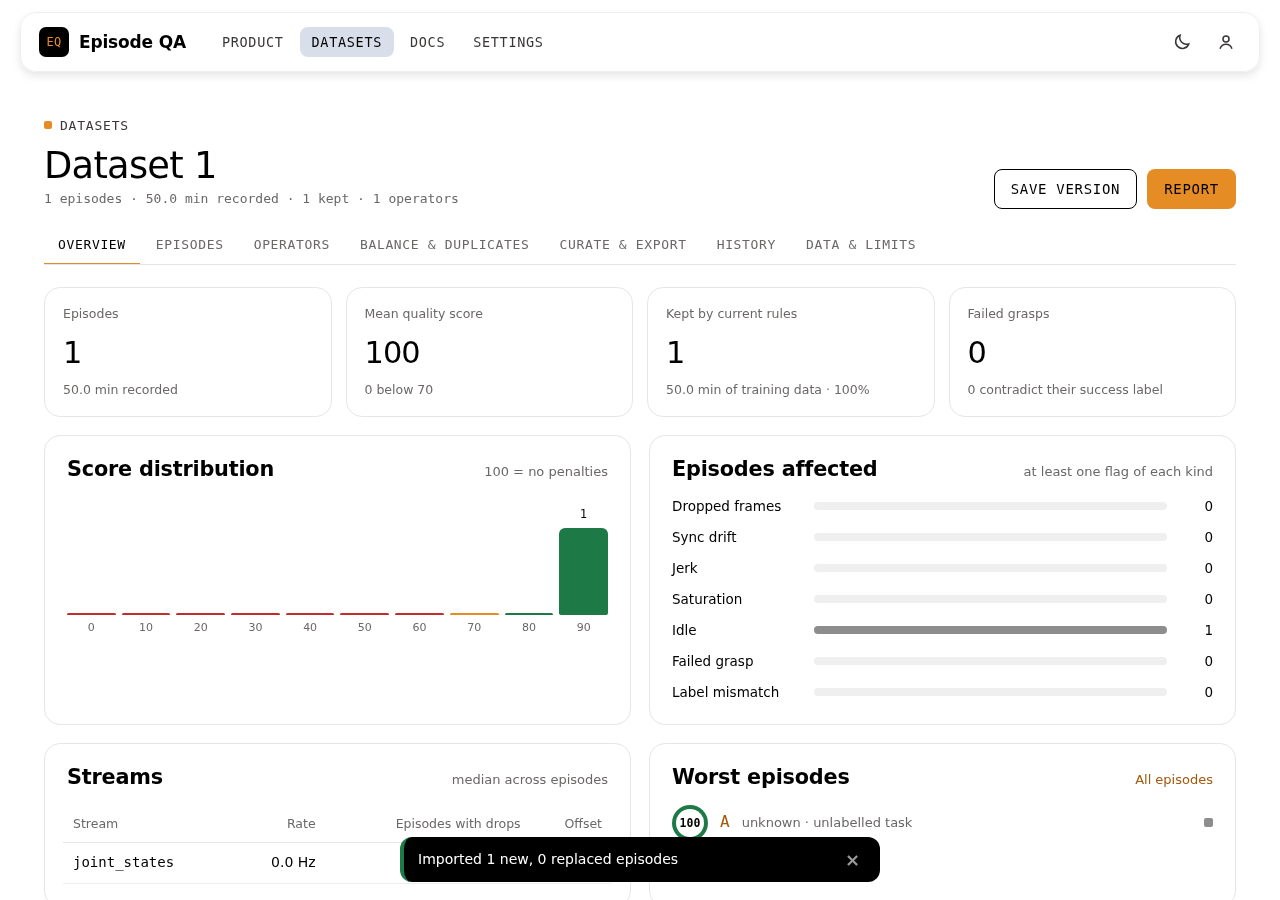 EQ Episode QA PRODUCT DATASETS DOCS SETTINGS
DATASETS
Dataset 1
1 episodes · 50.0 min recorded · 1 kept · 1 operators
SAVE VERSION REPORT
OVERVIEW EPISODES OPERATORS BALANCE & DUPLICATES CURATE & EXPORT HISTORY DATA & LIMITS
Episodes
1
50.0 min recorded
Mean quality score
100
0 below 70
Kept by current rules
1
50.0 min of training data · 100%
Failed grasps
0
0 contradict their success label
Score distribution 100 = no penalties
1
0 10 20 30 40 50 60 70 80 90
Episodes affected at least one flag of each kind
Dropped frames 0
Sync drift 0
Jerk 0
Saturation 0
Idle 1
Failed grasp 0
Label mismatch 0
Streams median across episodes
Stream Rate Episodes with drops Offset
joint_states 0.0 Hz
Worst episodes All episodes
100 A unknown · unlabelled task
Imported 1 new, 0 replaced episodes ×